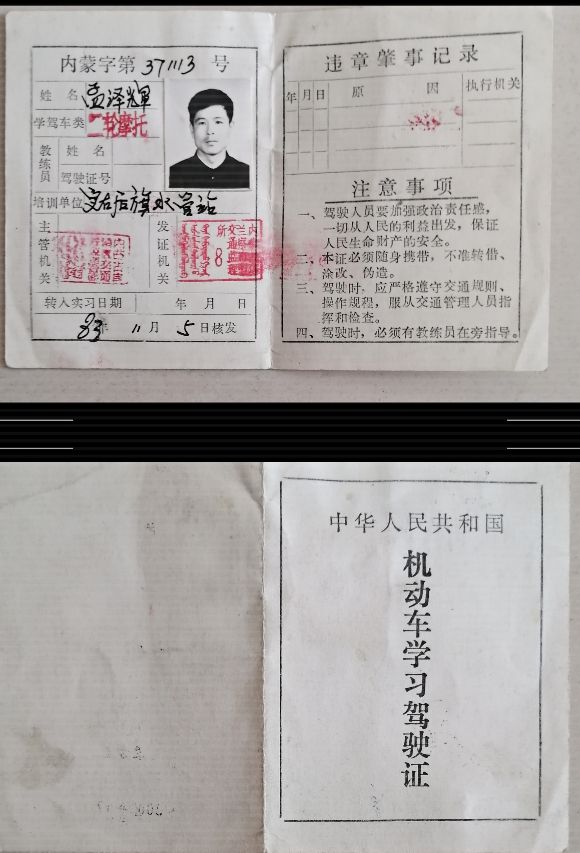 内蒙字第 37113 号
姓名 孟泽輝
学驾车类 二轮摩托
教练员 姓名
驾驶证号
培训单位 后旗水管站
主管机关
发证机关
转入实习日期 年 月 日
83年 11月 5日核发
违章肇事记录
年月日 原因 执行机关
注意事项
一、驾驶人员要加强政治责任感，
一切从人民的利益出发，保证
人民生命财产的安全。
二、本证必须随身携带，不准转借、
涂改、伪造。
三、驾驶时，应严格遵守交通规则、
操作规程，服从交通管理人员指
挥和检查。
四、驾驶时，必须有教练员在旁指导。
中华人民共和国
机动车学习驾驶证